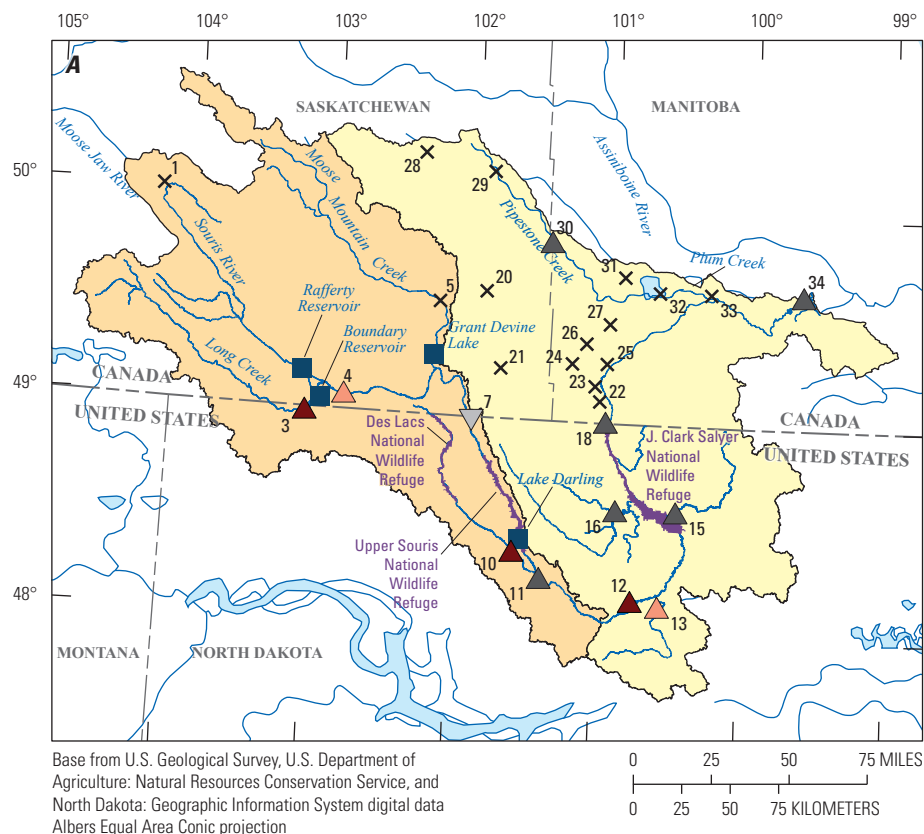 105°
104°
103°
102°
101°
100°
99°
A
SASKATCHEWAN
MANITOBA
Moose Jaw River
50°
1
28
29
Moose
Mountain
Creek
Souris River
Assiniboine River
Pipestone Creek
30
31
Plum Creek
34
5
20
32
33
Rafferty
Reservoir
Boundary
Reservoir
Grant Devine
Lake
27
26
21
24
25
23
22
Long Creek
4
49°
CANADA
UNITED STATES
3
7
18
CANADA
UNITED STATES
Des Lacs
National
Wildlife
Refuge
J. Clark Salyer
National
Wildlife
Refuge
Lake Darling
16
15
Upper Souris
National
Wildlife
Refuge
10
11
12
13
48°
MONTANA
NORTH DAKOTA
Base from U.S. Geological Survey, U.S. Department of
Agriculture: Natural Resources Conservation Service, and
North Dakota: Geographic Information System digital data
Albers Equal Area Conic projection
0 25 50 75 MILES
0 25 50 75 KILOMETERS